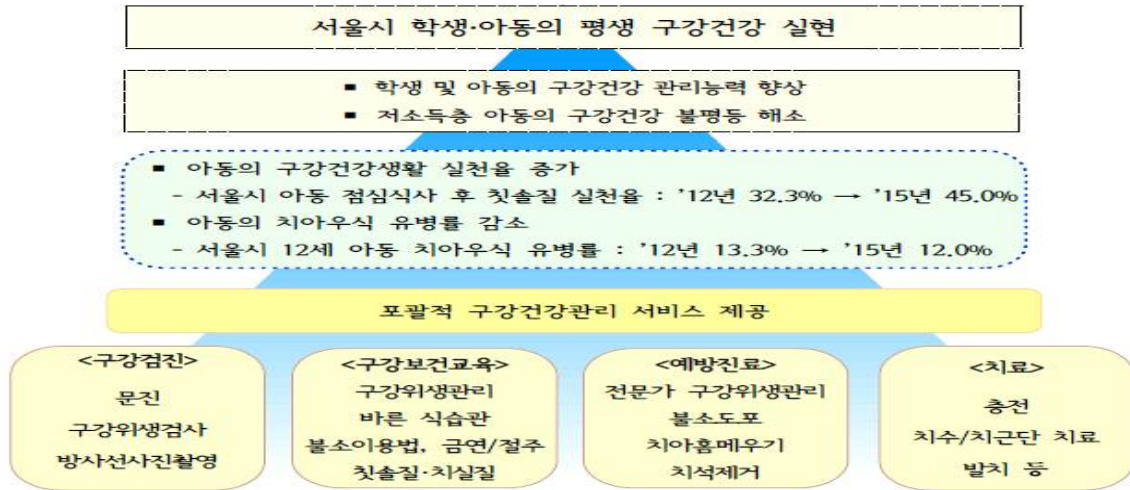 서울시 학생·아동의 평생 구강건강 실현
▪ 학생 및 아동의 구강건강 관리능력 향상
▪ 저소득층 아동의 구강건강 불평등 해소
▪ 아동의 구강건강생활 실천율 증가
- 서울시 아동 점심식사 후 칫솔질 실천율 : '12년 32.3% → '15년 45.0%
▪ 아동의 치아우식 유병률 감소
- 서울시 12세 아동 치아우식 유병률 : '12년 13.3% → '15년 12.0%
포괄적 구강건강관리 서비스 제공
<구강검진>
문진
구강위생검사
방사선사진촬영
<구강보건교육>
구강위생관리
바른 식습관
불소이용법, 금연/절주
칫솔질·치실질
<예방진료>
전문가 구강위생관리
불소도포
치아홈메우기
치석제거
<치료>
충전
치수/치근단 치료
발치 등